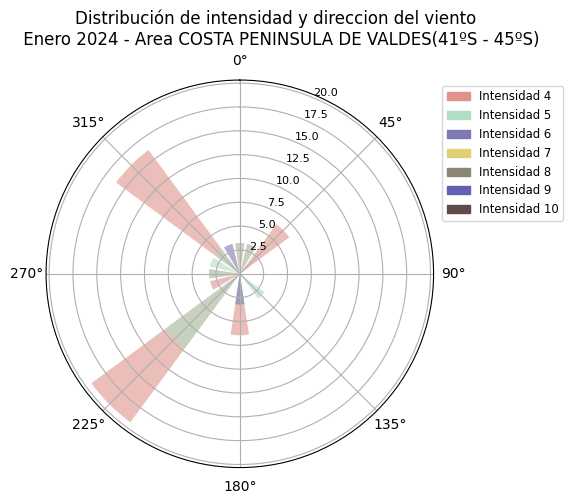 Distribución de intensidad y direccion del viento
Enero 2024 - Area COSTA PENINSULA DE VALDES(41ºS - 45ºS)
0°
45°
90°
135°
180°
225°
270°
315°
2.5
5.0
7.5
10.0
12.5
15.0
17.5
20.0
Intensidad 4
Intensidad 5
Intensidad 6
Intensidad 7
Intensidad 8
Intensidad 9
Intensidad 10